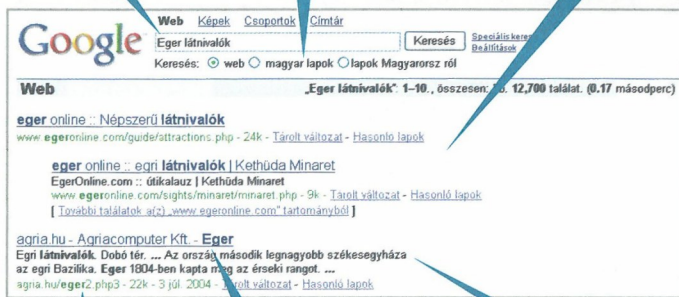 Web Képek Csoportok Címtár
Google
Eger látnivalók Keresés Speciális
Beállítások
Keresés: web magyar lapok lapok Magyarorsz ról
Web „Eger látnivalók": 1–10., összesen: 12,700 találat. (0.17 másodperc)
eger online :: Népszerű látnivalók
www.egeronline.com/guide/attractions.php - 24k - Tárolt változat - Hasonló lapok
eger online :: egri látnivalók | Kethüda Minaret
EgerOnline.com :: útikalauz | Kethüda Minaret
www.egeronline.com/sights/minaret/minaret.php - 9k - Tárolt változat - Hasonló lapok
[ További találatok a(z) „www.egeronline.com" tartományból ]
agria.hu - Agriacomputer Kft. - Eger
Egri látnivalók. Dobó tér. ... Az ország második legnagyobb székesegyháza
az egri Bazilika. Eger 1804-ben kapta meg az érseki rangot. ...
agria.hu/eger2.php3 - 22k - 3 júl. 2004 - Tárolt változat - Hasonló lapok